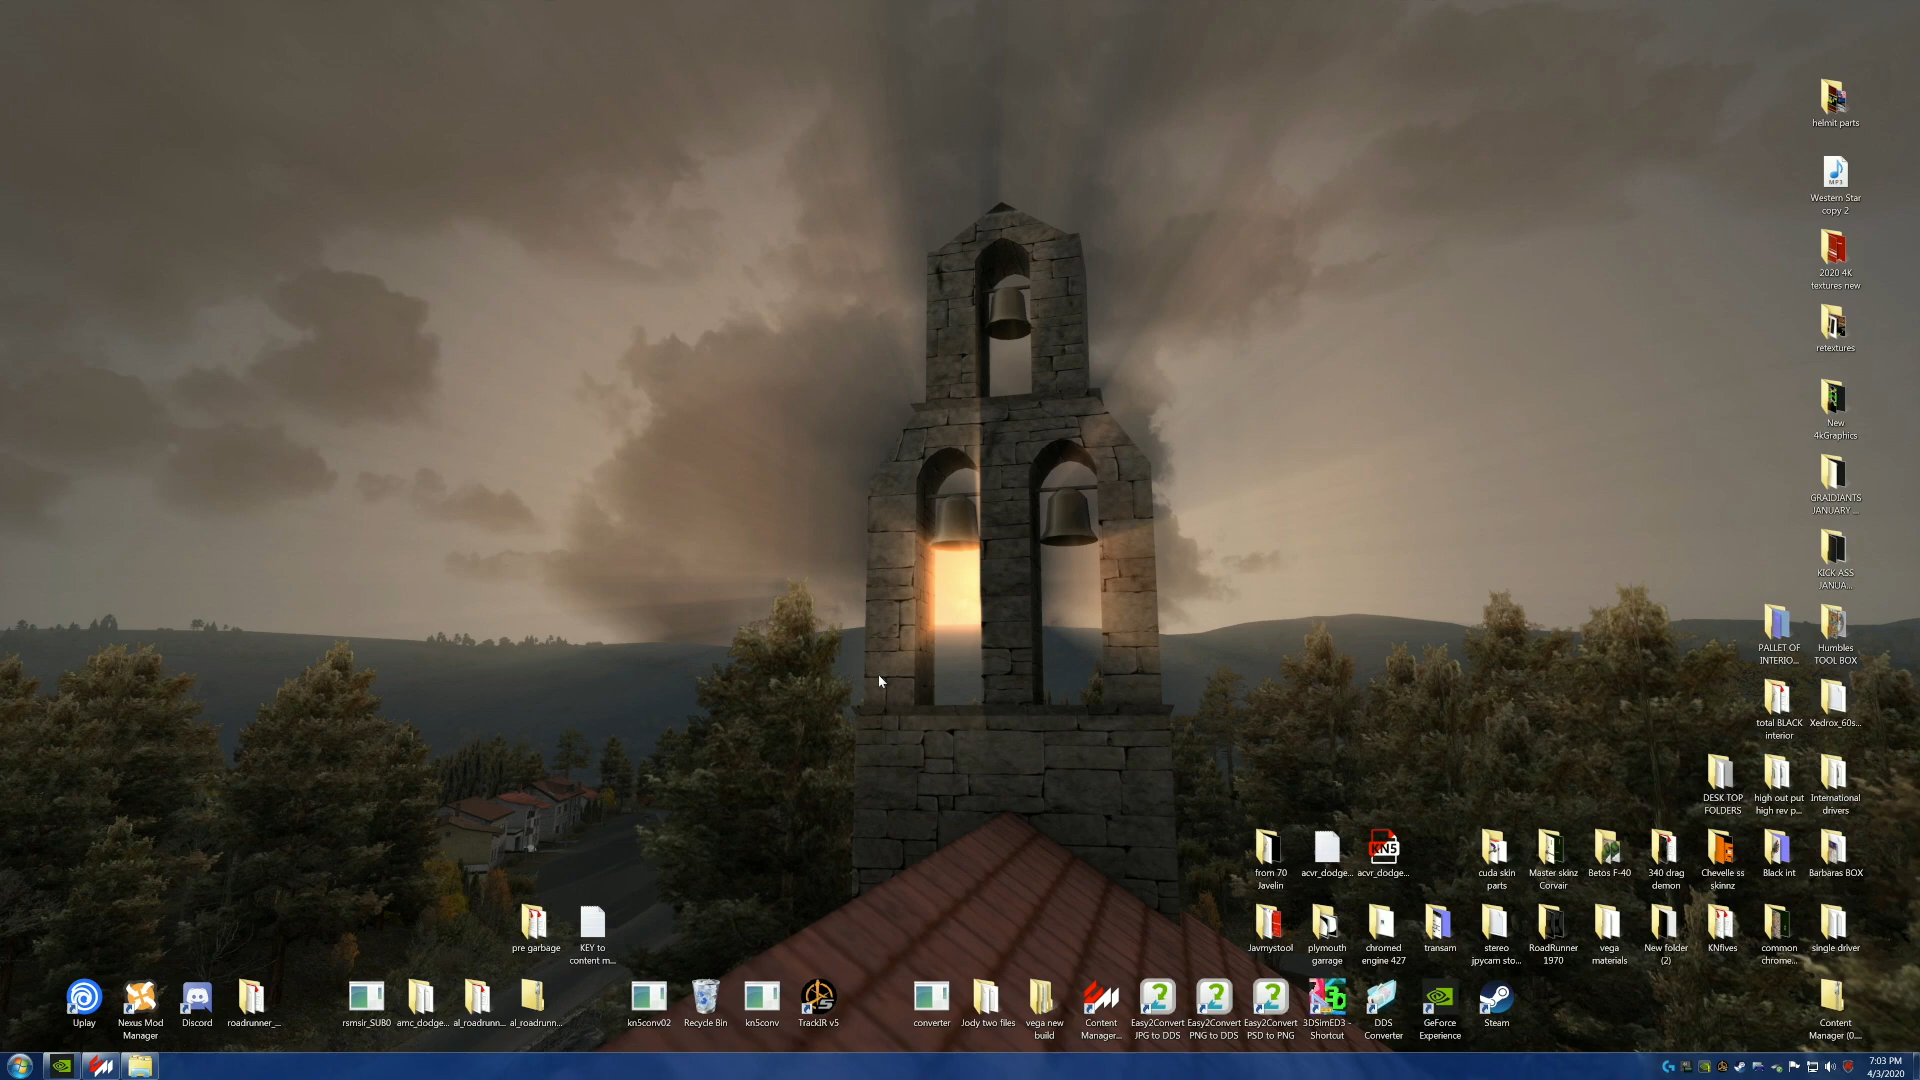 helmit parts
MP3
Western Star
copy 2
2020 4K
textures new
retextures
New
4kGraphics
GRAIDIANTS
JANUARY ...
KICK ASS
JANUA...
PALLET OF
INTERIO...
Humbles
TOOL BOX
total BLACK
interior
Xedrox_60s...
DESK TOP
FOLDERS
high out put
high rev p...
International
drivers
KN5
from 70
Javelin
acvr_dodge...
acvr_dodge...
cuda skin
parts
Master skinz
Corvair
Betos F-40
340 drag
demon
Chevelle ss
skinnz
Black int
Barbaras BOX
pre garbage
KEY to
content m...
Javmystool
plymouth
garrage
chromed
engine 427
transam
stereo
jpycam sto...
RoadRunner
1970
vega
materials
New folder
(2)
KNfives
common
chrome...
single driver
Uplay
Nexus Mod
Manager
Discord
roadrunner_...
rsmsir_SUB0
amc_dodge...
al_roadrunn...
al_roadrunn...
kn5conv02
Recycle Bin
kn5conv
TrackIR v5
converter
Jody two files
vega new
build
Content
Manager...
Easy2Convert
JPG to DDS
Easy2Convert
PNG to DDS
Easy2Convert
PSD to PNG
3DSimED3 -
Shortcut
DDS
Converter
GeForce
Experience
Steam
Content
Manager (0....
7:03 PM
4/3/2020